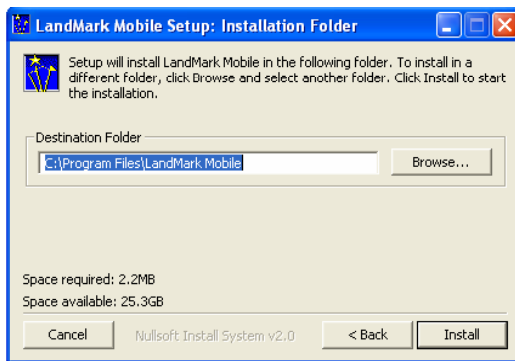 LandMark Mobile Setup: Installation Folder
Setup will install LandMark Mobile in the following folder. To install in a
different folder, click Browse and select another folder. Click Install to start
the installation.
Destination Folder
C:\Program Files\LandMark Mobile
Browse...
Space required: 2.2MB
Space available: 25.3GB
Cancel
Nullsoft Install System v2.0
< Back
Install